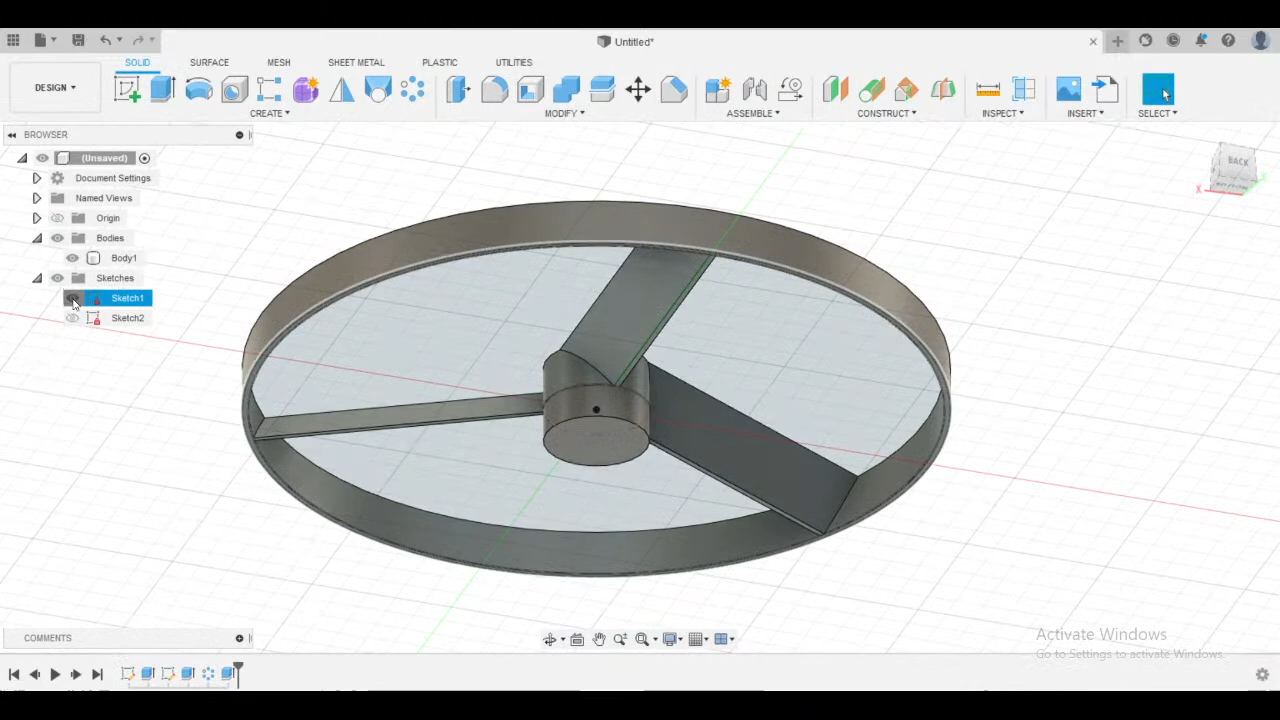 Untitled*
DESIGN
SOLID
SURFACE
MESH
SHEET METAL
PLASTIC
UTILITIES
CREATE
MODIFY
ASSEMBLE
CONSTRUCT
INSPECT
INSERT
SELECT
BROWSER
(Unsaved)
Document Settings
Named Views
Origin
Bodies
Body1
Sketches
Sketch1
Sketch2
BACK
X
COMMENTS
Activate Windows
Go to Settings to activate Windows.